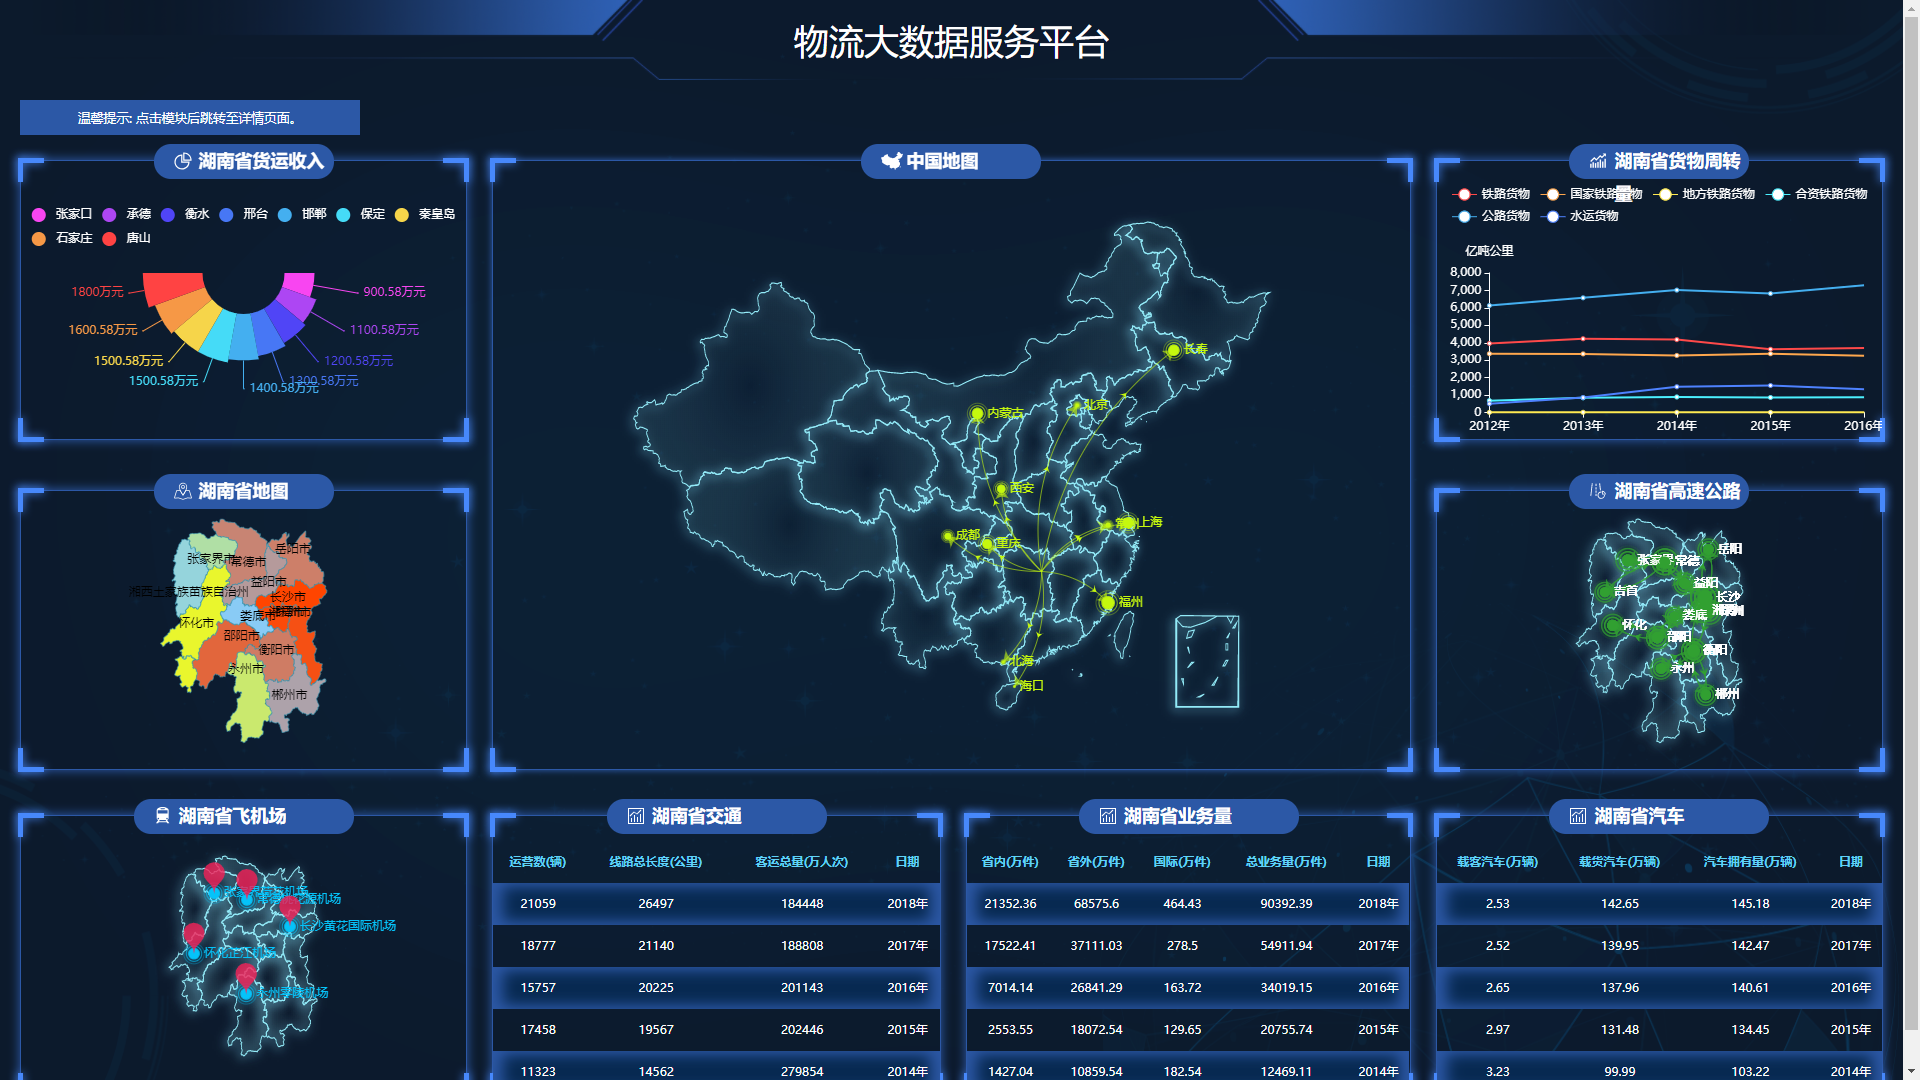 物流大数据服务平台
温馨提示: 点击模块后跳转至详情页面。
湖南省货运收入
张家口 承德 衡水 邢台 邯郸 保定 秦皇岛
石家庄 唐山
1800万元
900.58万元
1600.58万元
1100.58万元
1500.58万元
1200.58万元
1500.58万元
1300.58万元
1400.58万元
中国地图
长春
内蒙古
北京
西安
上海
成都
重庆
福州
北海
海口
湖南省货物周转量
铁路货物 国家铁路货物 地方铁路货物 合资铁路货物
公路货物 水运货物
亿吨公里
8,000
7,000
6,000
5,000
4,000
3,000
2,000
1,000
0
2012年 2013年 2014年 2015年 2016年
湖南省地图
岳阳市
张家界市
常德市
益阳市
湘西土家族苗族自治州
长沙市
娄底市
怀化市
邵阳市
衡阳市
永州市
郴州市
湖南省高速公路
岳阳
张家界
常德
益阳
吉首
长沙
娄底
怀化
永州
郴州
湖南省飞机场
张家界荷花机场
常德桃花源机场
长沙黄花国际机场
怀化芷江机场
永州零陵机场
湖南省交通
运营数(辆) 线路总长度(公里) 客运总量(万人次) 日期
21059 26497 184448 2018年
18777 21140 188808 2017年
15757 20225 201143 2016年
17458 19567 202446 2015年
11323 14562 279854 2014年
湖南省业务量
省内(万件) 省外(万件) 国际(万件) 总业务量(万件) 日期
21352.36 68575.6 464.43 90392.39 2018年
17522.41 37111.03 278.5 54911.94 2017年
7014.14 26841.29 163.72 34019.15 2016年
2553.55 18072.54 129.65 20755.74 2015年
1427.04 10859.54 182.54 12469.11 2014年
湖南省汽车
载客汽车(万辆) 载货汽车(万辆) 汽车拥有量(万辆) 日期
2.53 142.65 145.18 2018年
2.52 139.95 142.47 2017年
2.65 137.96 140.61 2016年
2.97 131.48 134.45 2015年
3.23 99.99 103.22 2014年